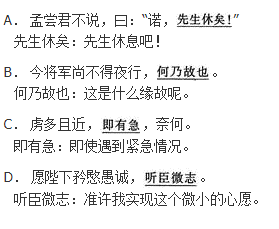 A. 孟尝君不说，曰：“诺，先生休矣！”
先生休矣：先生休息吧！
B. 今将军尚不得夜行，何乃故也。
何乃故也：这是什么缘故呢。
C. 虏多且近，即有急，奈何。
即有急：即使遇到紧急情况。
D. 愿陛下矜愍愚诚，听臣微志。
听臣微志：准许我实现这个微小的心愿。